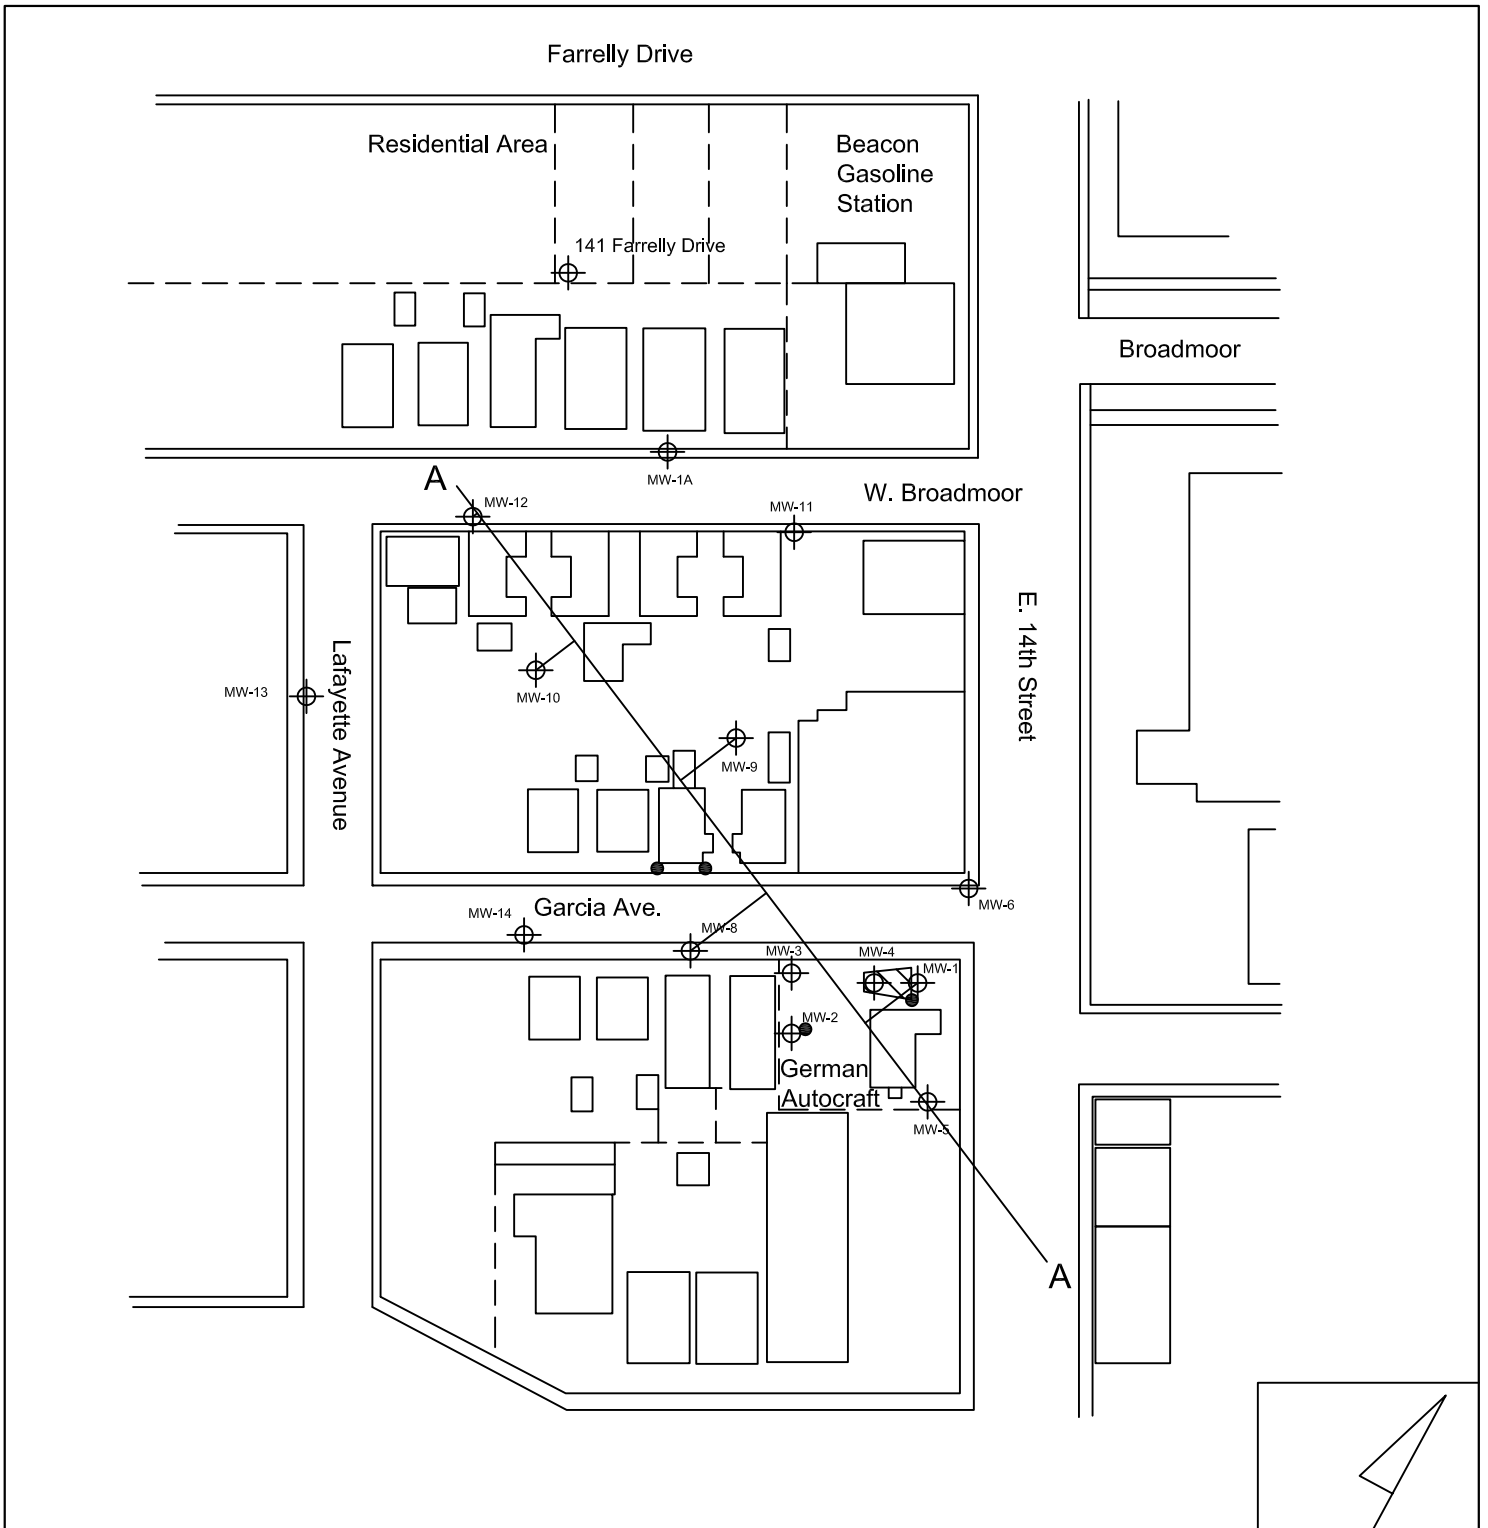 Farrelly Drive
Residential Area
Beacon
Gasoline
Station
141 Farrelly Drive
Broadmoor
A
MW-1A
W. Broadmoor
MW-12
MW-11
E. 14th Street
Lafayette Avenue
MW-13
MW-10
MW-9
MW-6
Garcia Ave.
MW-14
MW-8
MW-3
MW-4
MW-1
MW-2
German
Autocraft
MW-5
A